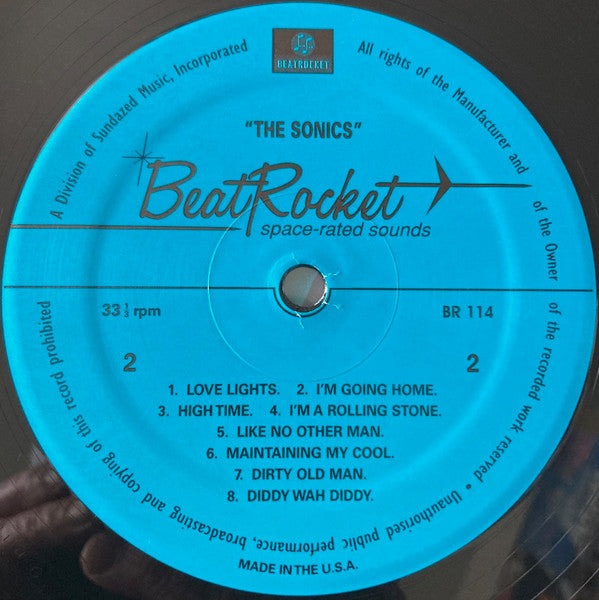 BEATROCKET
A Division of Sundazed Music, Incorporated
All rights of the Manufacturer and of the Owner of the recorded work reserved • Unauthorised public performance, broadcasting and copying of this record prohibited
"THE SONICS"
BeatRocket
space-rated sounds
33 1/3 rpm
BR 114
2
2
1. LOVE LIGHTS. 2. I'M GOING HOME.
3. HIGH TIME. 4. I'M A ROLLING STONE.
5. LIKE NO OTHER MAN.
6. MAINTAINING MY COOL.
7. DIRTY OLD MAN.
8. DIDDY WAH DIDDY.
MADE IN THE U.S.A.